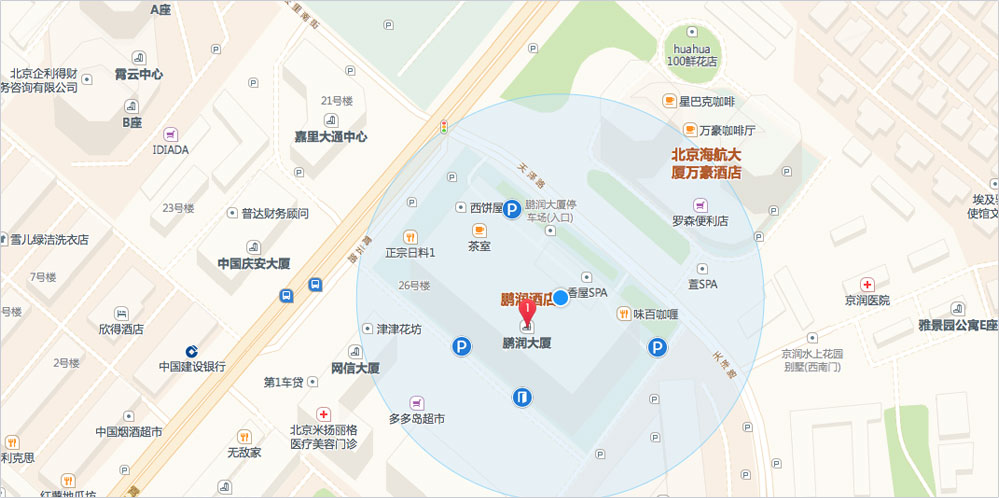 A座
霄云中心
北京企利得财
务咨询有限公司
B座
IDIADA
21号楼
嘉里大通中心
里南街
huahua
100鲜花店
星巴克咖啡
万豪咖啡厅
北京海航大
厦万豪酒店
天泽路
23号楼
普达财务顾问
西饼屋
P
鹏润大厦停
车场(入口)
罗森便利店
埃及
使馆文
雪儿绿洁洗衣店
中国庆安大厦
霄云路
正宗日料1
茶室
7号楼
26号楼
鹏润酒店
香屋SPA
萱SPA
京润医院
欣得酒店
津津花坊
1
鹏润大厦
味百咖喱
雅景园公寓E座
2号楼
中国建设银行
网信大厦
P
P
天泽路
京润水上花园
别墅(西南门)
第1车贷
多多岛超市
中国烟酒超市
北京米扬丽格
医疗美容门诊
无敌家
利克思
红薯地瓜坊